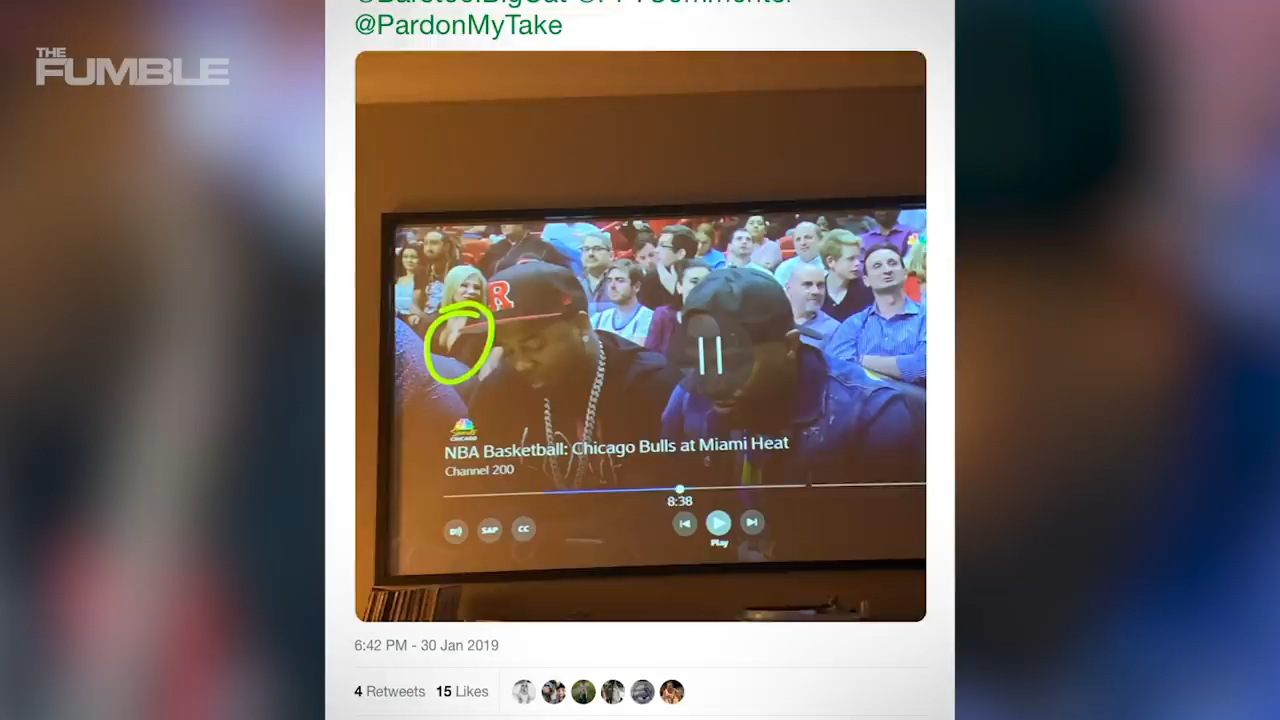 @PardonMyTake
THE
FUMBLE
R
CHICAGO
NBA Basketball: Chicago Bulls at Miami Heat
Channel 200
8:38
SAP
CC
Play
6:42 PM - 30 Jan 2019
4 Retweets 15 Likes